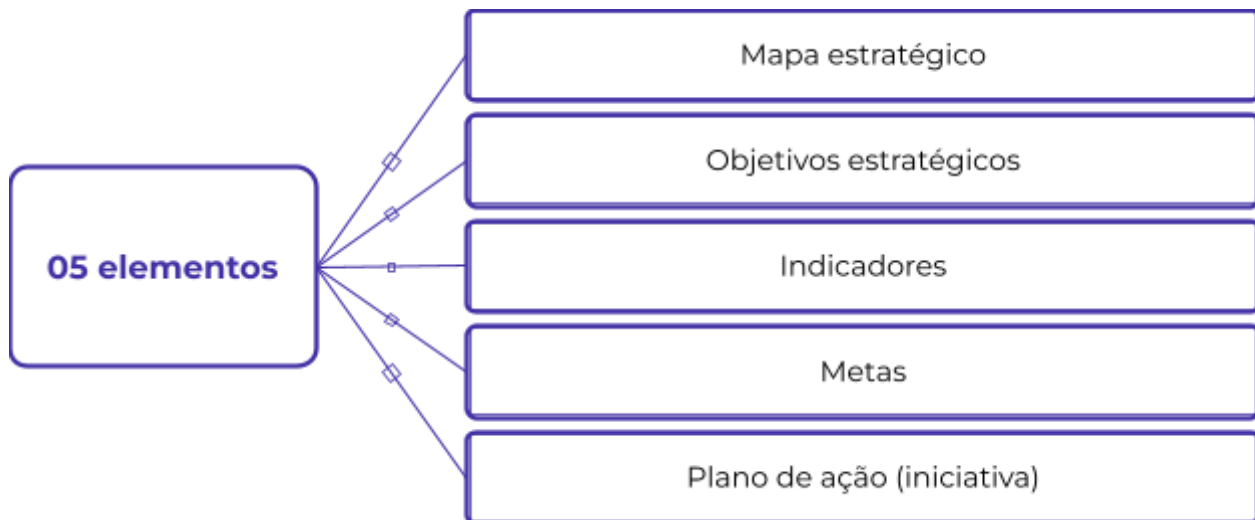 05 elementos
Mapa estratégico
Objetivos estratégicos
Indicadores
Metas
Plano de ação (iniciativa)